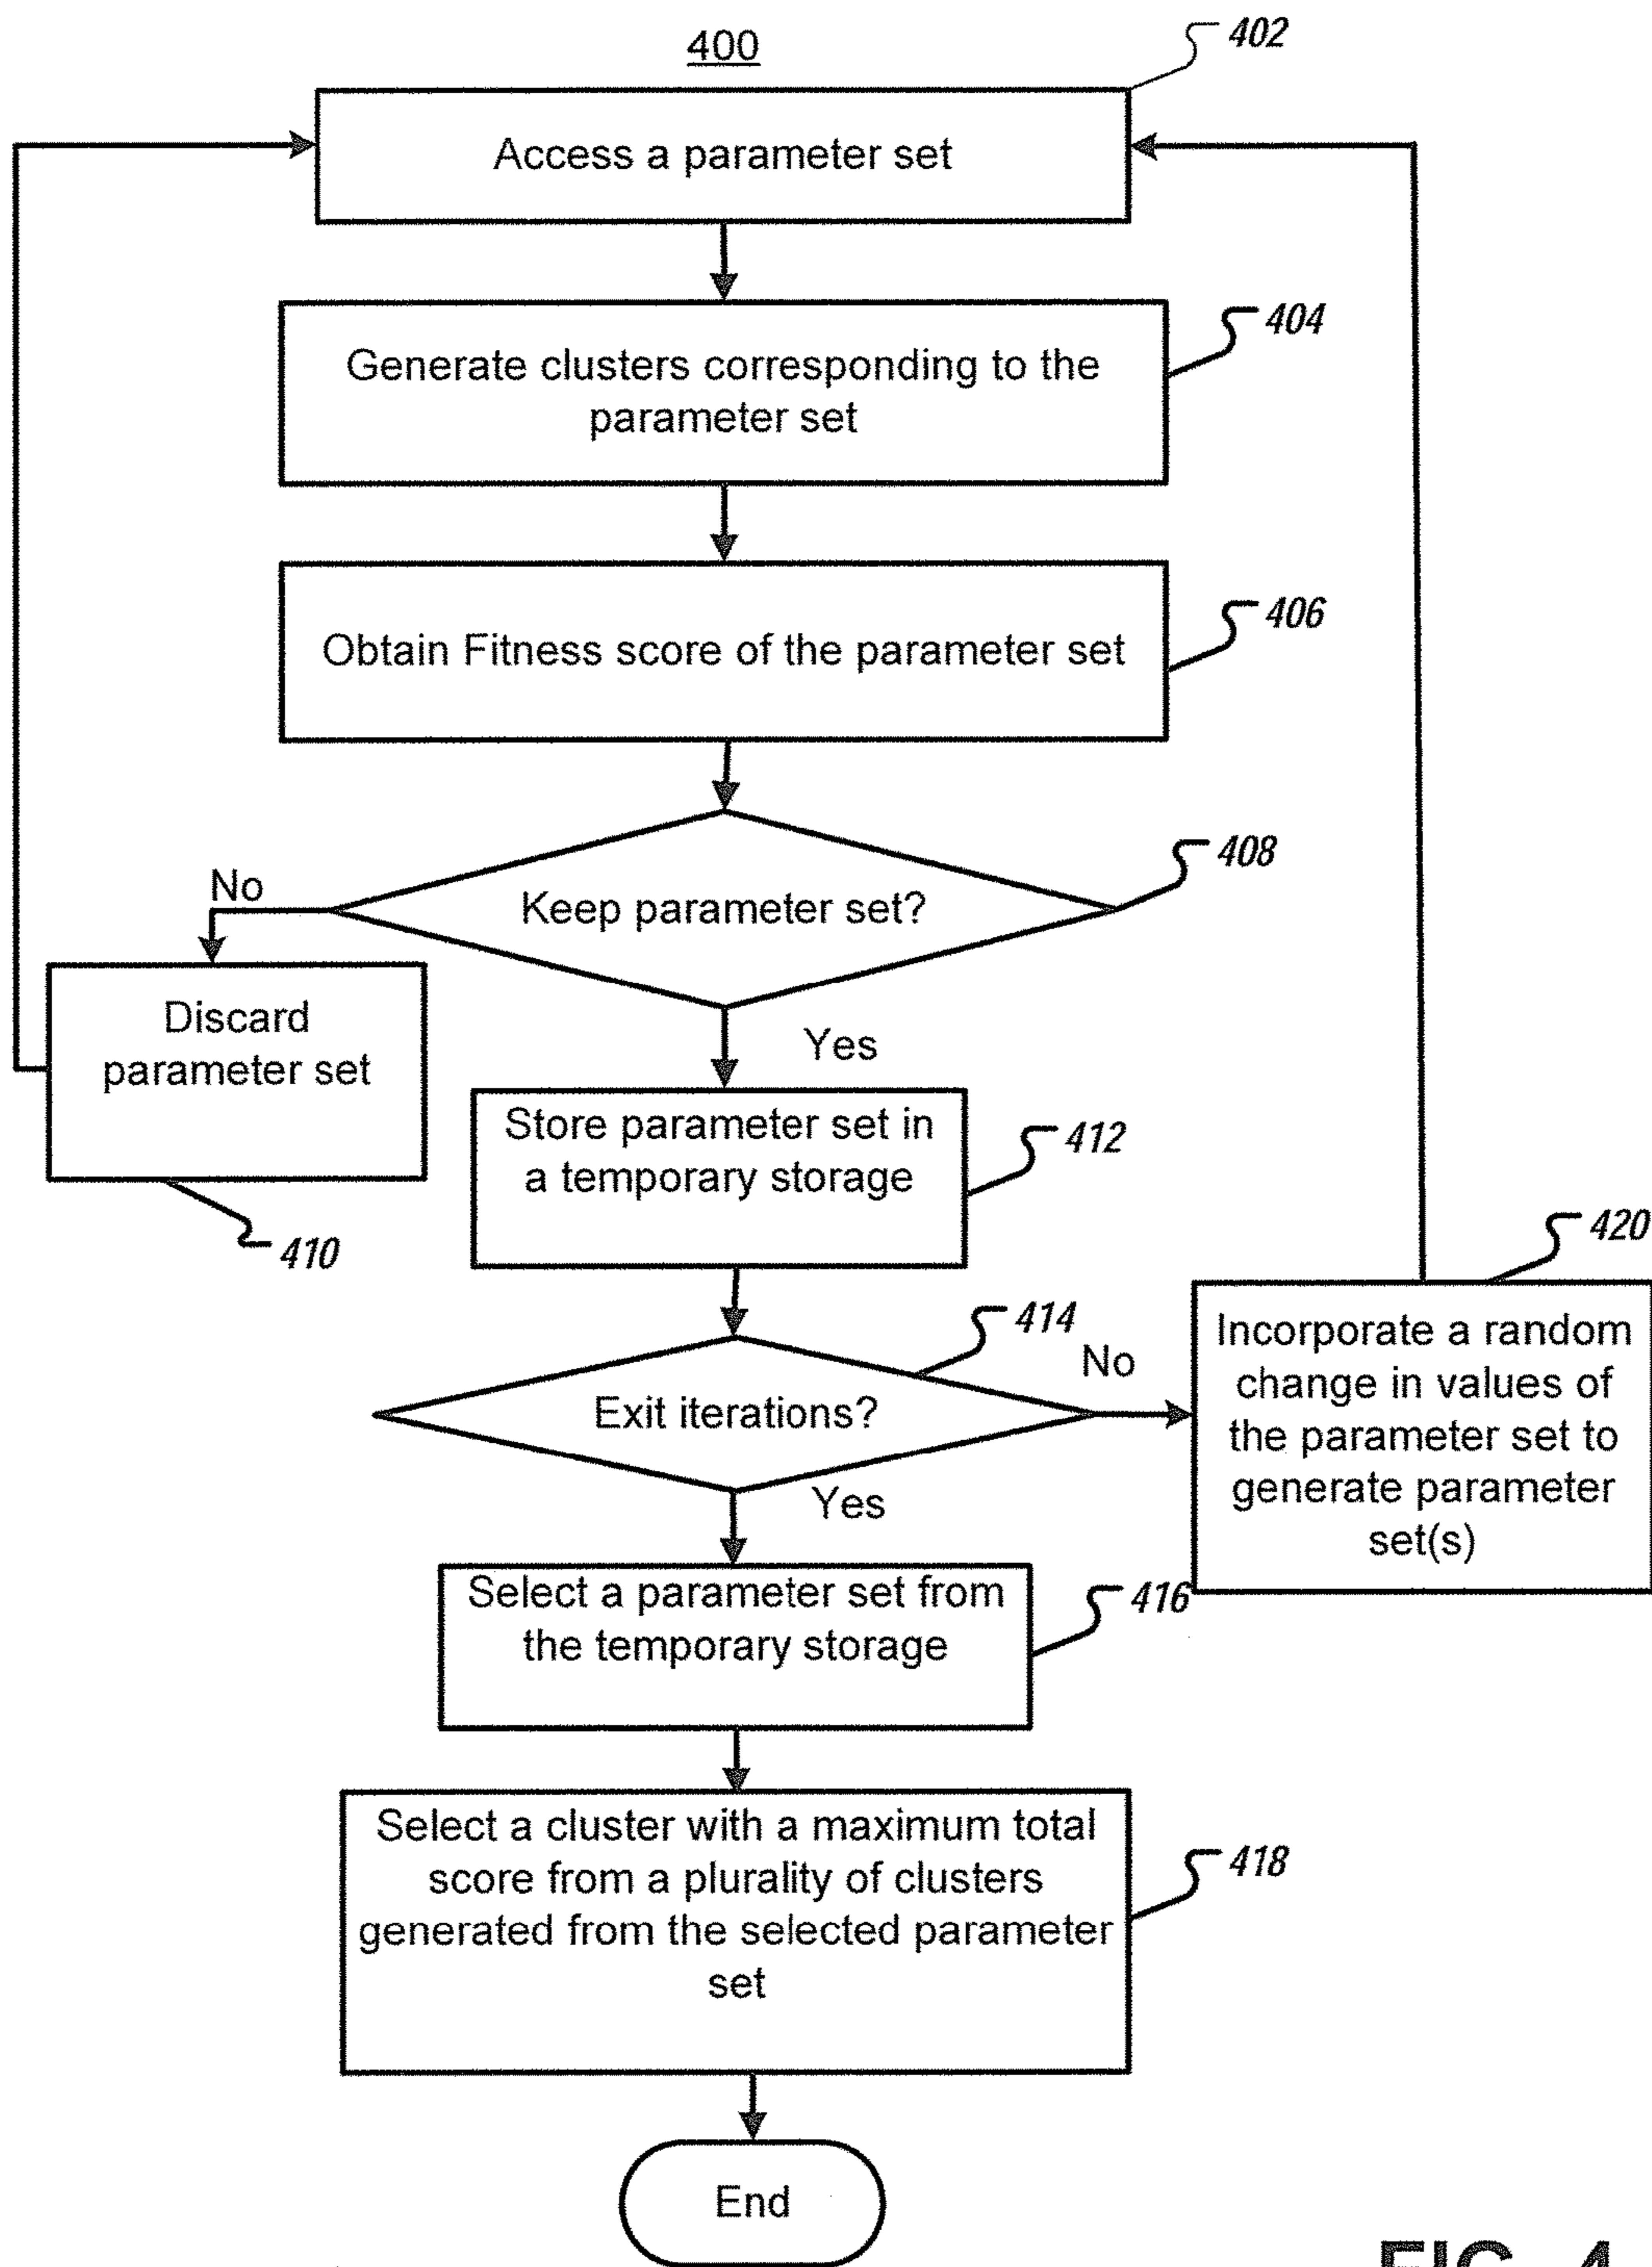 400
402
Access a parameter set
404
Generate clusters corresponding to the
parameter set
406
Obtain Fitness score of the parameter set
408
No
Keep parameter set?
Discard
parameter set
410
Yes
Store parameter set in
a temporary storage
412
414
Exit iterations?
No
420
Incorporate a random
change in values of
the parameter set to
generate parameter
set(s)
Yes
Select a parameter set from
the temporary storage
416
Select a cluster with a maximum total
score from a plurality of clusters
generated from the selected parameter
set
418
End
FIG. 4